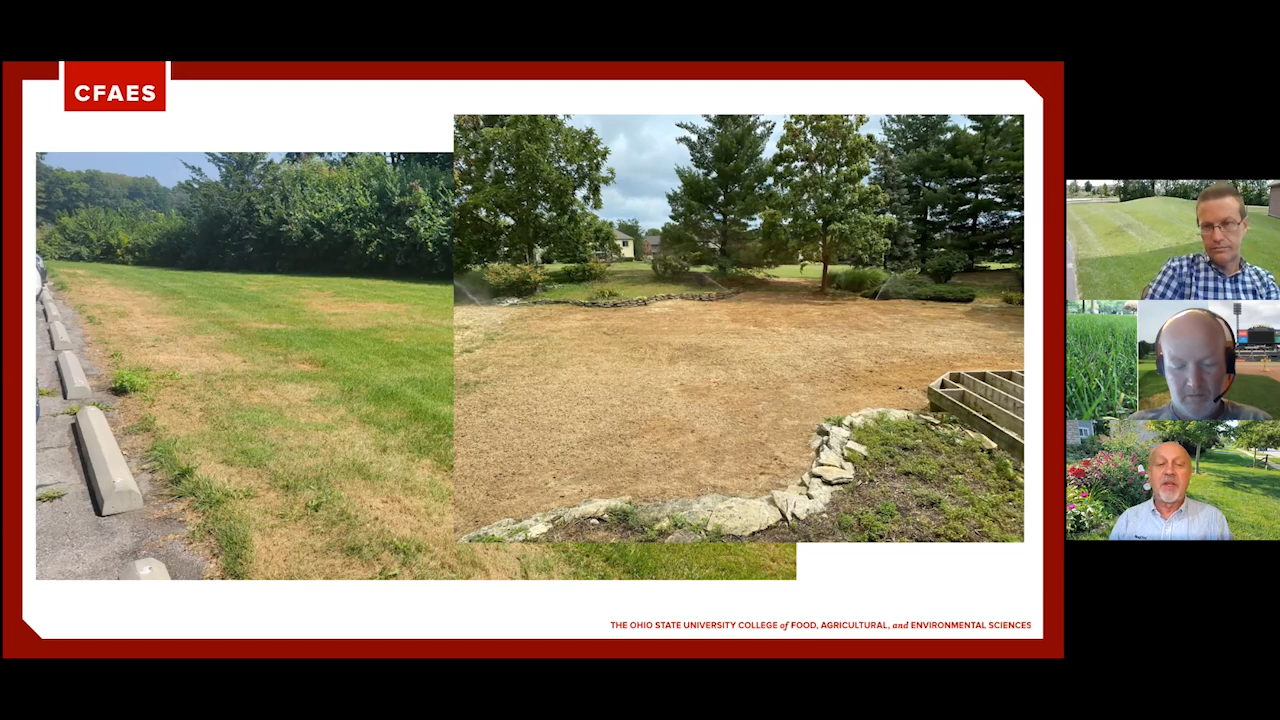 CFAES
THE OHIO STATE UNIVERSITY COLLEGE of FOOD, AGRICULTURAL, and ENVIRONMENTAL SCIENCES